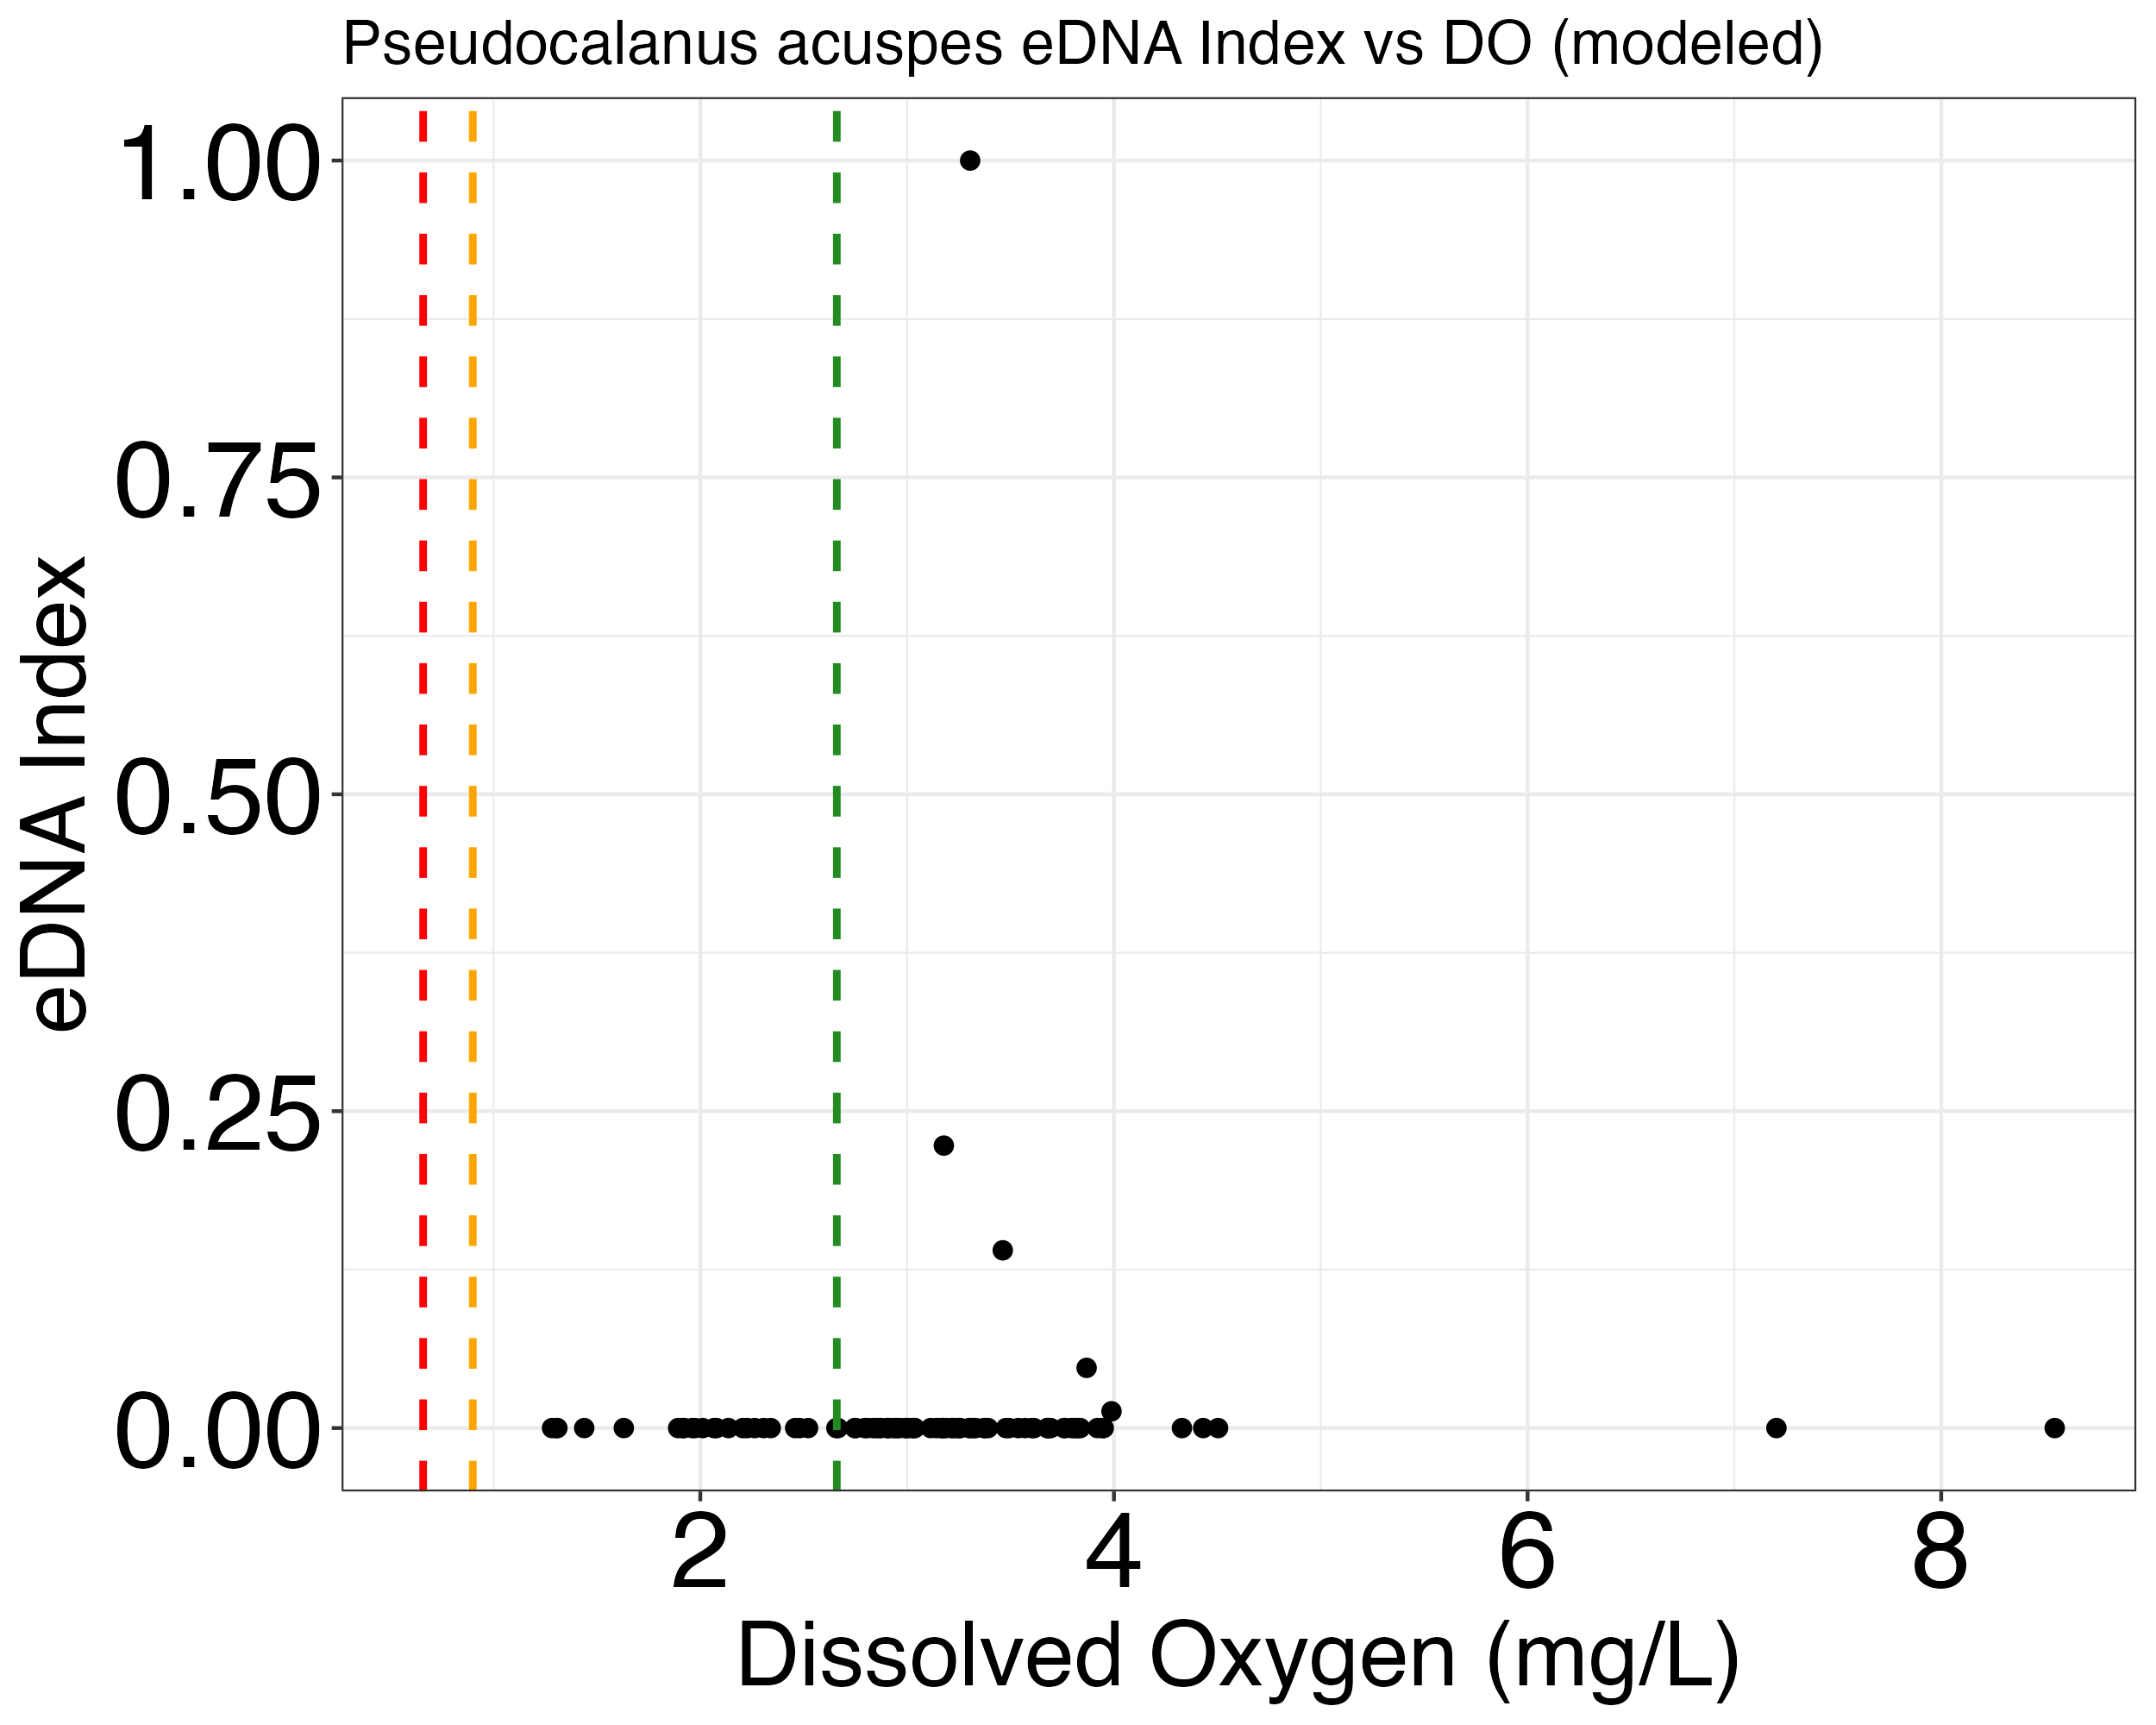 Pseudocalanus acuspes eDNA Index vs DO (modeled)
1.00
0.75
0.50
0.25
0.00
eDNA Index
2 4 6 8
Dissolved Oxygen (mg/L)